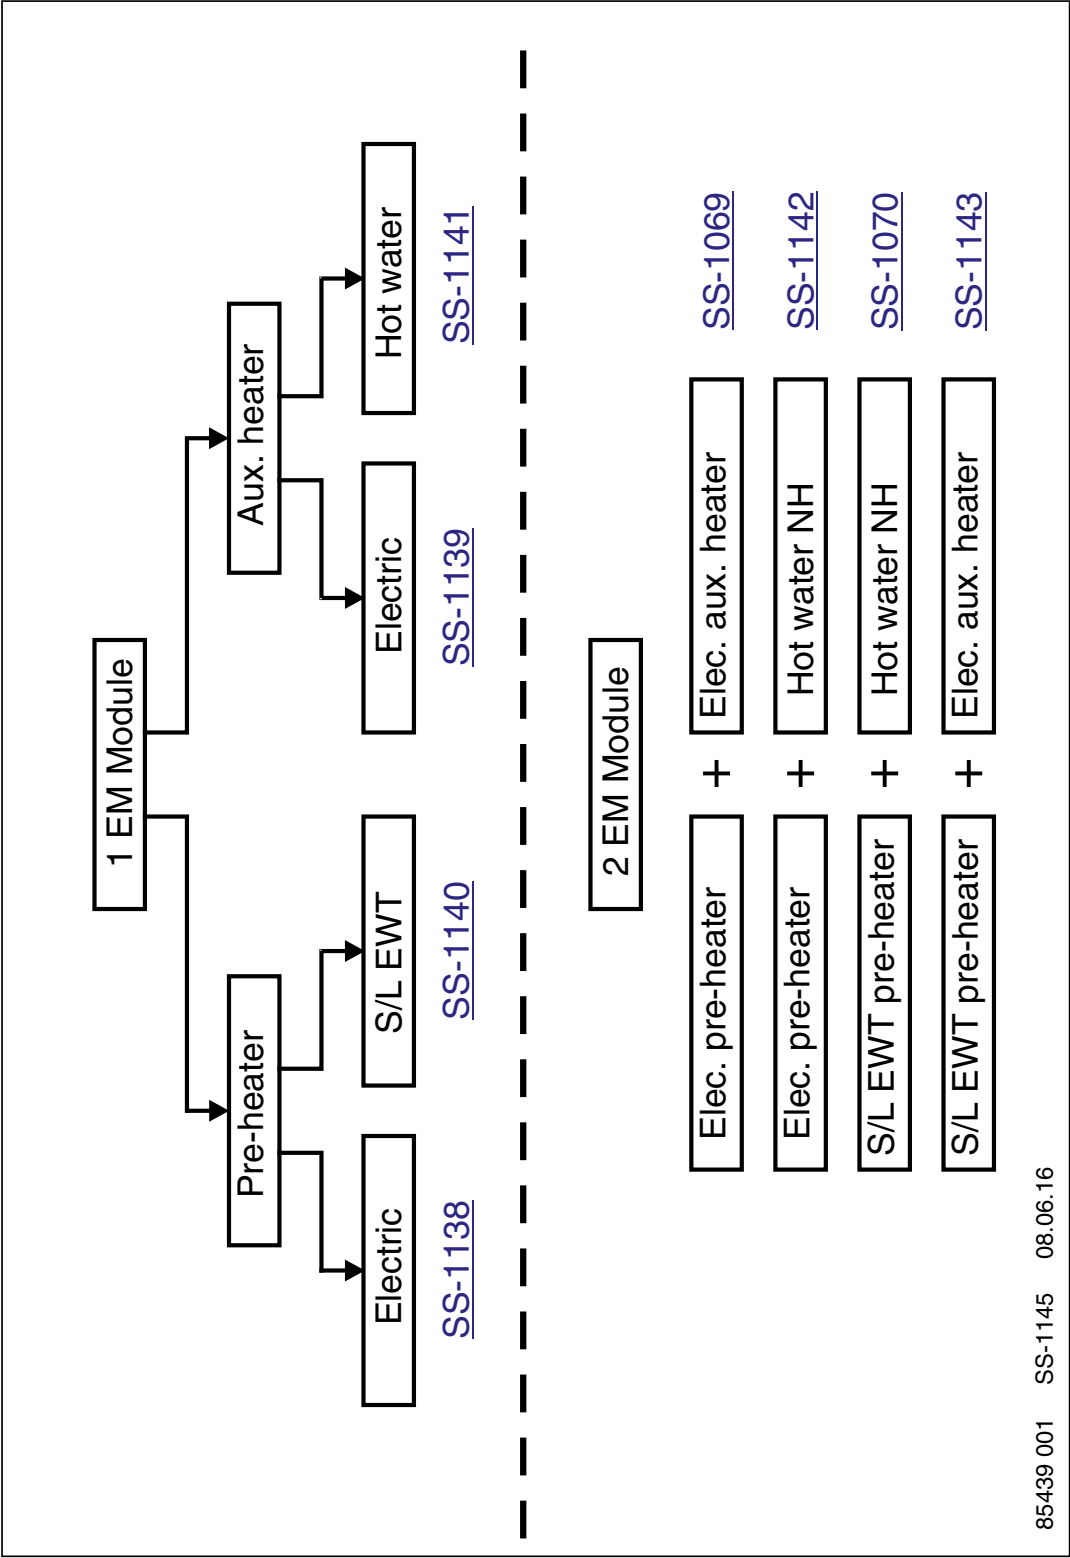 1 EM Module
Pre-heater
Aux. heater
Electric
S/L EWT
Electric
Hot water
SS-1138
SS-1140
SS-1139
SS-1141
2 EM Module
Elec. pre-heater + Elec. aux. heater SS-1069
Elec. pre-heater + Hot water NH SS-1142
S/L EWT pre-heater + Hot water NH SS-1070
S/L EWT pre-heater + Elec. aux. heater SS-1143
85439 001 SS-1145 08.06.16